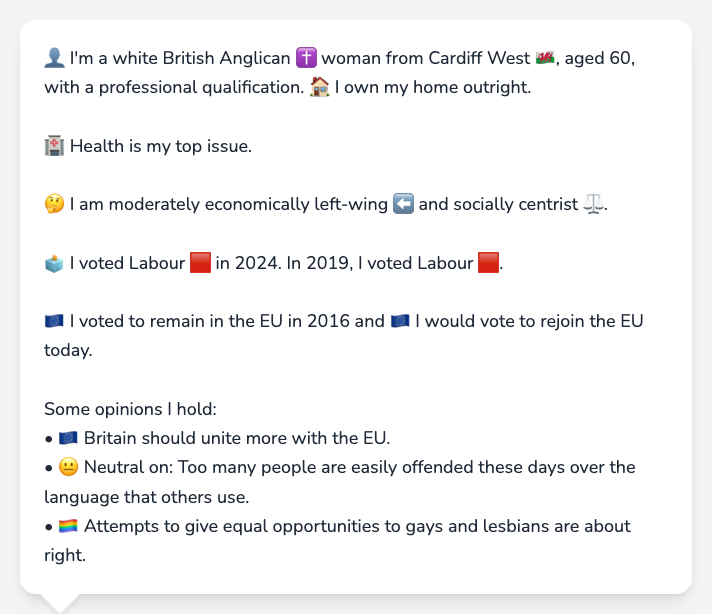 👤 I'm a white British Anglican ✝️ woman from Cardiff West 🏴󠁧󠁢󠁷󠁬󠁳󠁿, aged 60,
with a professional qualification. 🏠 I own my home outright.
🏥 Health is my top issue.
🤔 I am moderately economically left-wing ⬅️ and socially centrist ⚖️.
🗳️ I voted Labour 🟥 in 2024. In 2019, I voted Labour 🟥.
🇪🇺 I voted to remain in the EU in 2016 and 🇪🇺 I would vote to rejoin the EU
today.
Some opinions I hold:
• 🇪🇺 Britain should unite more with the EU.
• 😐 Neutral on: Too many people are easily offended these days over the
language that others use.
• 🏳️‍🌈 Attempts to give equal opportunities to gays and lesbians are about
right.